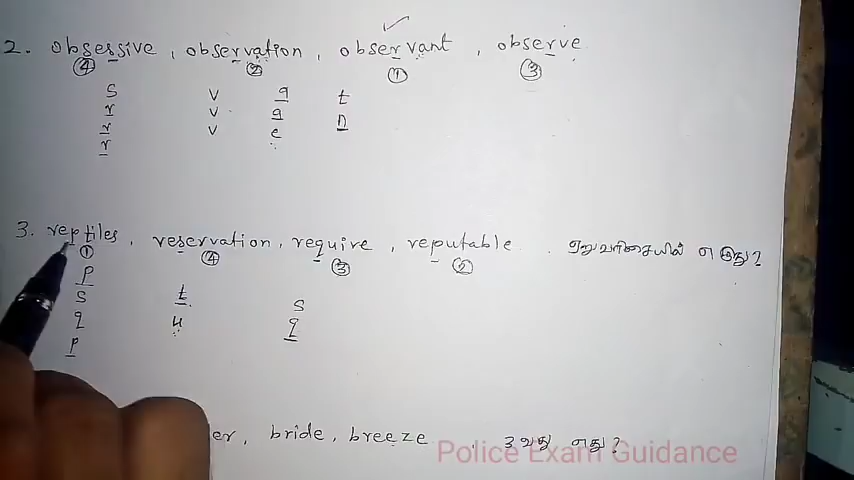 2. obsessive , observation , observant , observe
④ ② ① ③
s v a t
r v a n
r v e
r
3. reptiles , reservation , require , reputable . ஏறுவரிசையில் எது?
① ④ ③ ②
p
s t s
q u q
p
er, bride, breeze . 3வது எது?
Police Exam Guidance